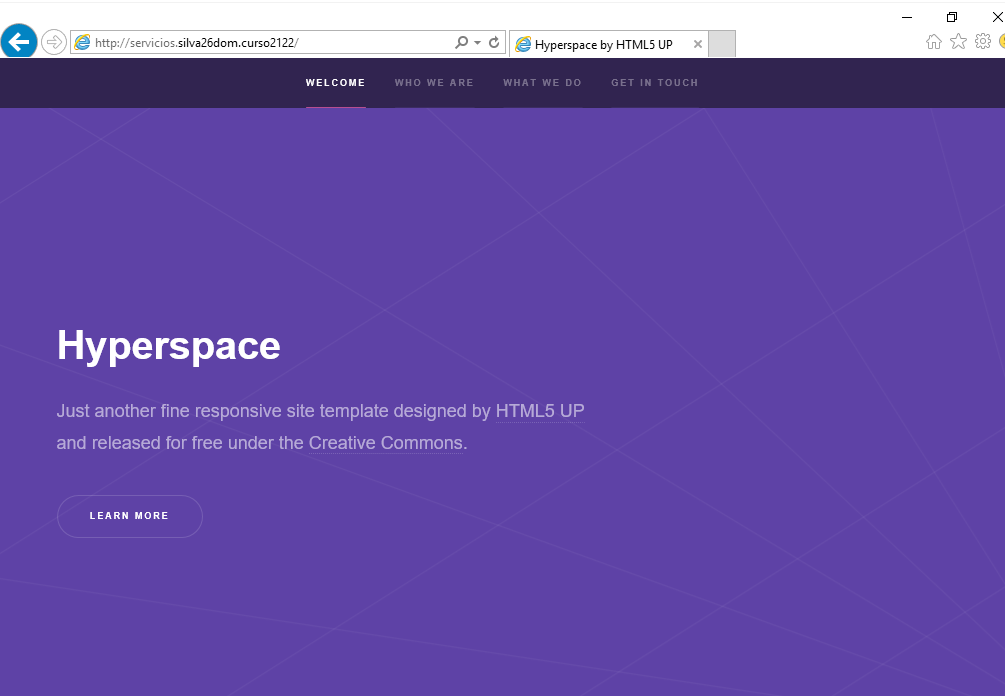 http://servicios.silva26dom.curso2122/
Hyperspace by HTML5 UP
WELCOME
WHO WE ARE
WHAT WE DO
GET IN TOUCH
Hyperspace
Just another fine responsive site template designed by HTML5 UP
and released for free under the Creative Commons.
LEARN MORE